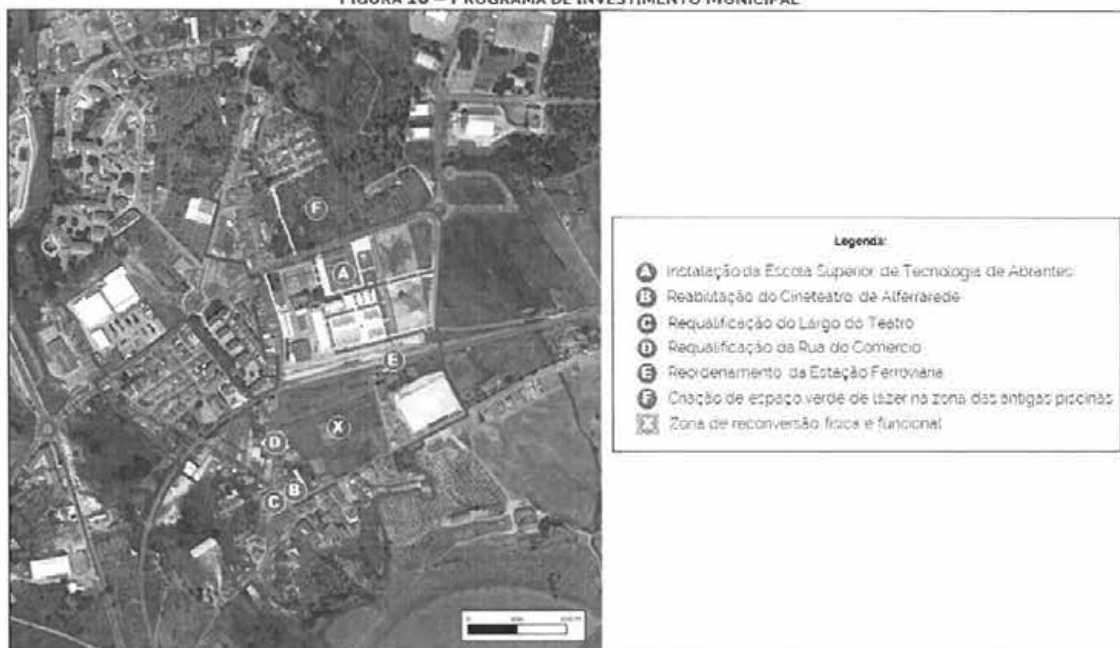 PROGRAMA DE INVESTIMENTO MUNICIPAL
Legenda:
A Instalação da Escola Superior de Tecnologia de Abrantes
B Reabilitação do Cineteatro de Alferrarede
C Requalificação do Largo do Teatro
D Requalificação da Rua do Comercio
E Reordenamento da Estação Ferroviária
F Criação de espaço verde de lazer na zona das antigas piscinas
X Zona de reconversão física e funcional
F
A
E
X
D
B
C
0